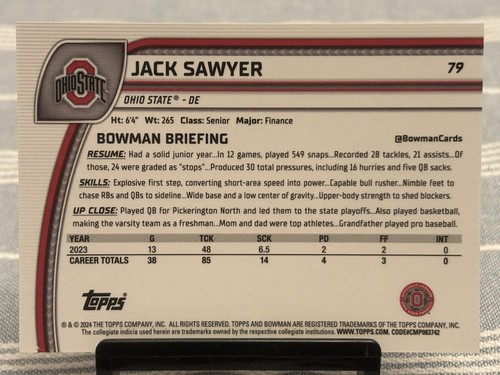 OHIO STATE
JACK SAWYER 79
OHIO STATE® - DE
Ht: 6'4" Wt: 265 Class: Senior Major: Finance
BOWMAN BRIEFING @BowmanCards
RESUME: Had a solid junior year...In 12 games, played 549 snaps...Recorded 28 tackles, 21 assists...Of
those, 24 were graded as "stops"...Produced 30 total pressures, including 16 hurries and five QB sacks.
SKILLS: Explosive first step, converting short-area speed into power...Capable bull rusher...Nimble feet to
chase RBs and QBs to sideline...Wide base and a low center of gravity...Upper-body strength to shed blockers.
UP CLOSE: Played QB for Pickerington North and led them to the state playoffs...Also played basketball,
making the varsity team as a freshman...Mom and dad were top athletes...Grandfather played pro baseball.
YEAR G TCK SCK PD FF INT
2023 13 48 6.5 2 2 0
CAREER TOTALS 38 85 14 4 3 0
Topps
® & © 2024 THE TOPPS COMPANY, INC. ALL RIGHTS RESERVED. TOPPS AND BOWMAN ARE REGISTERED TRADEMARKS OF THE TOPPS COMPANY, INC.
The collegiate indicia used herein are trademarks owned by the respective collegiate institutions. WWW.TOPPS.COM. CODE#CMP083742